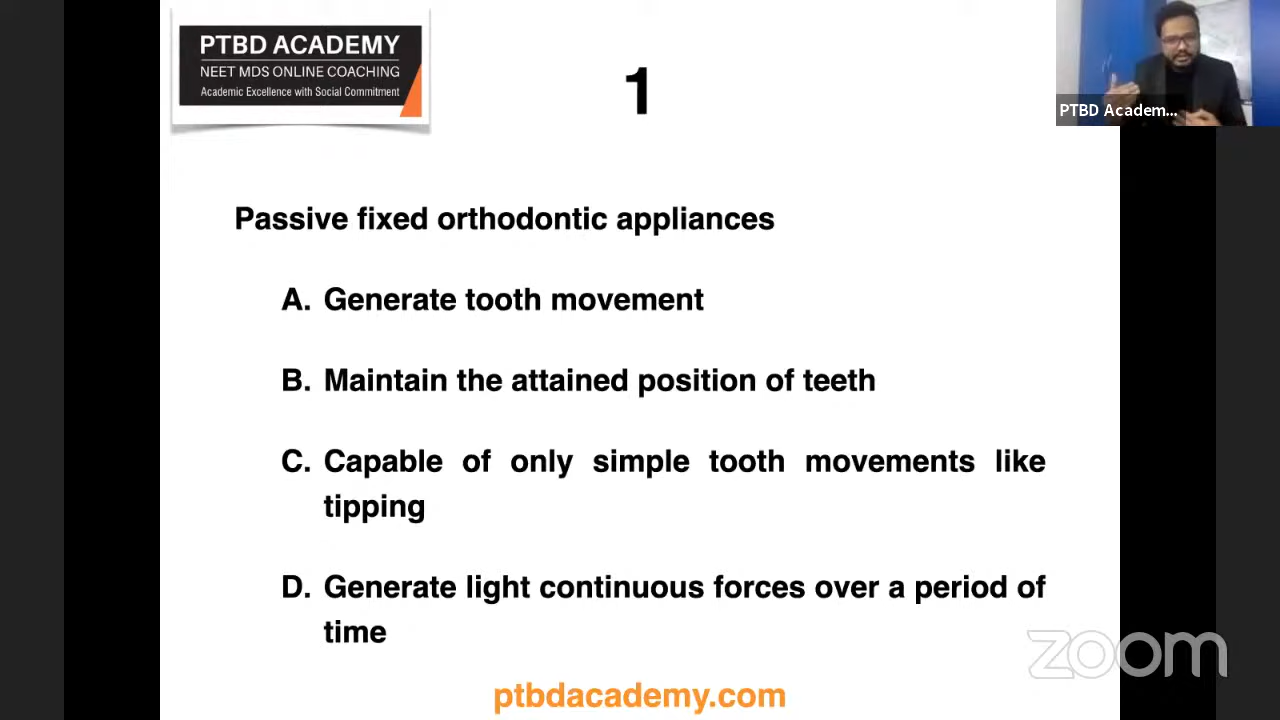 PTBD ACADEMY
NEET MDS ONLINE COACHING
Academic Excellence with Social Commitment
1
PTBD Academ...
Passive fixed orthodontic appliances
A. Generate tooth movement
B. Maintain the attained position of teeth
C. Capable of only simple tooth movements like
tipping
D. Generate light continuous forces over a period of
time
zoom
ptbdacademy.com